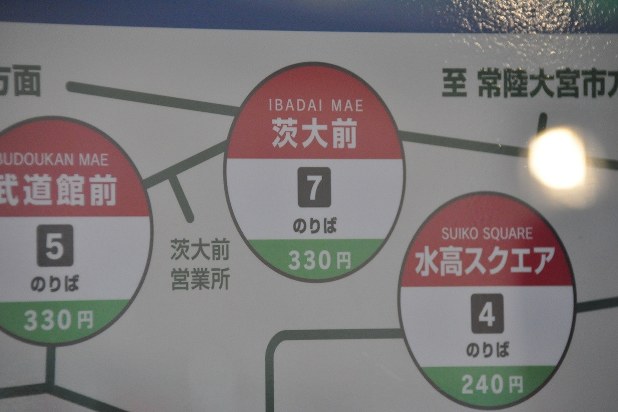 方面
至 常陸大宮市
IBADAI MAE
茨大前
7
のりば
330円
BUDOUKAN MAE
武道館前
5
のりば
330円
茨大前
営業所
SUIKO SQUARE
水高スクエア
4
のりば
240円